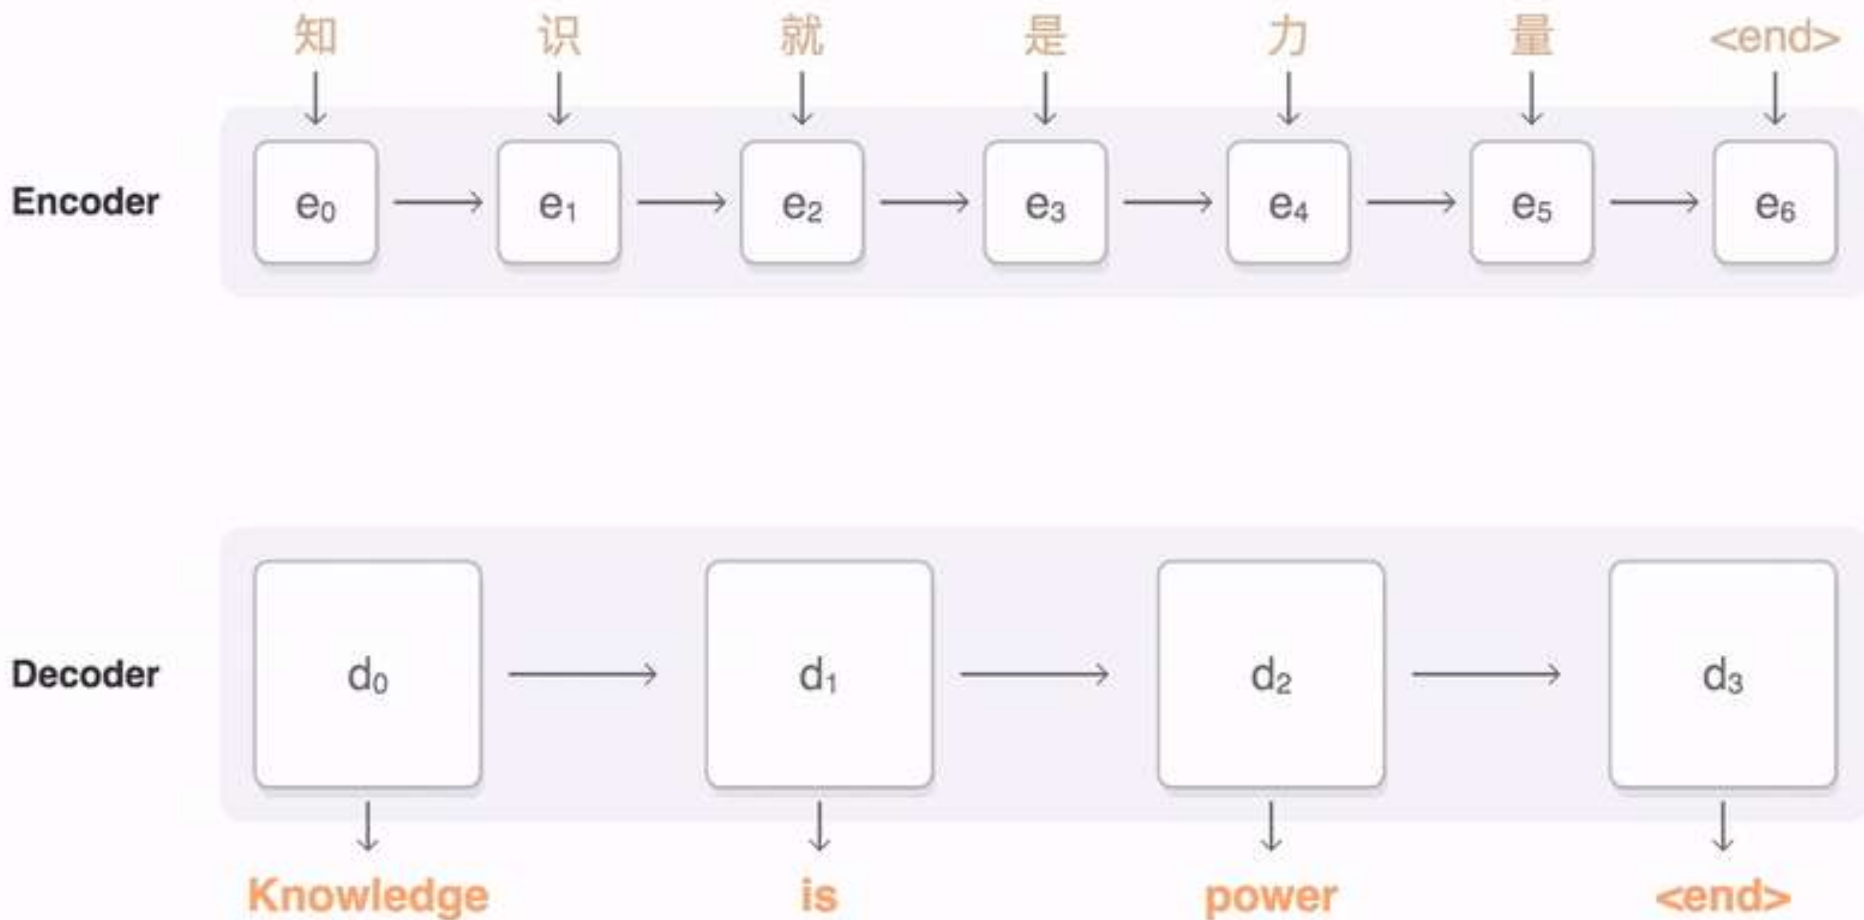 知 识 就 是 力 量 <end>
Encoder e₀ e₁ e₂ e₃ e₄ e₅ e₆
Decoder d₀ d₁ d₂ d₃
Knowledge is power <end>